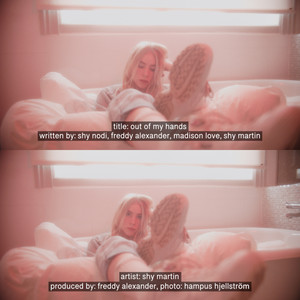 title: out of my hands
written by: shy nodi, freddy alexander, madison love, shy martin
artist: shy martin
produced by: freddy alexander, photo: hampus hjellström